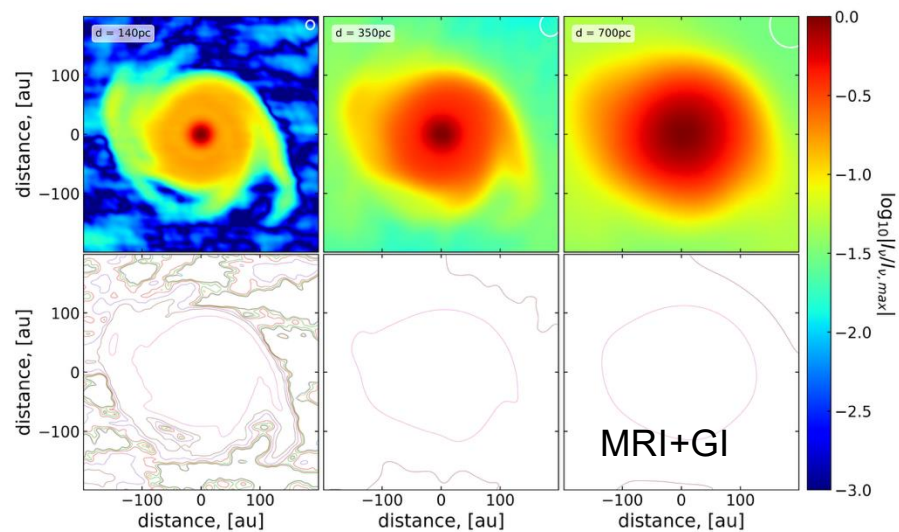 d = 140pc
d = 350pc
d = 700pc
distance, [au]
100
0
−100
distance, [au]
100
0
−100
−100
0
100
−100
0
100
−100
0
100
distance, [au]
distance, [au]
distance, [au]
MRI+GI
0.0
−0.5
−1.0
−1.5
−2.0
−2.5
−3.0
log₁₀|Iᵥ/Iᵥ,ₘₐₓ|